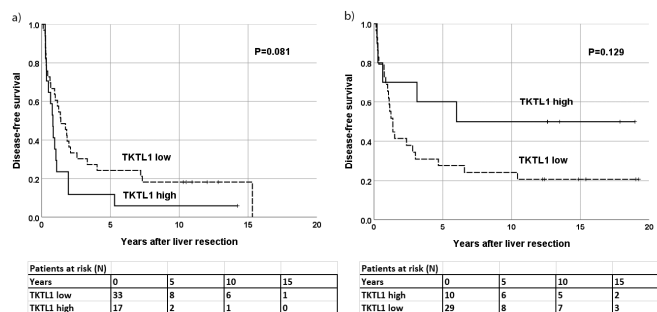 a)
1.0
0.8
0.6
0.4
0.2
0.0
Disease-free survival
P=0.081
TKTL1 low
TKTL1 high
0 5 10 15 20
Years after liver resection
Patients at risk (N)
Years 0 5 10 15
TKTL1 low 33 8 6 1
TKTL1 high 17 2 1 0
b)
1.0
0.8
0.6
0.4
0.2
0.0
Disease-free survival
P=0.129
TKTL1 high
TKTL1 low
0 5 10 15 20
Years after liver resection
Patients at risk (N)
Years 0 5 10 15
TKTL1 high 10 6 5 2
TKTL1 low 29 8 7 3